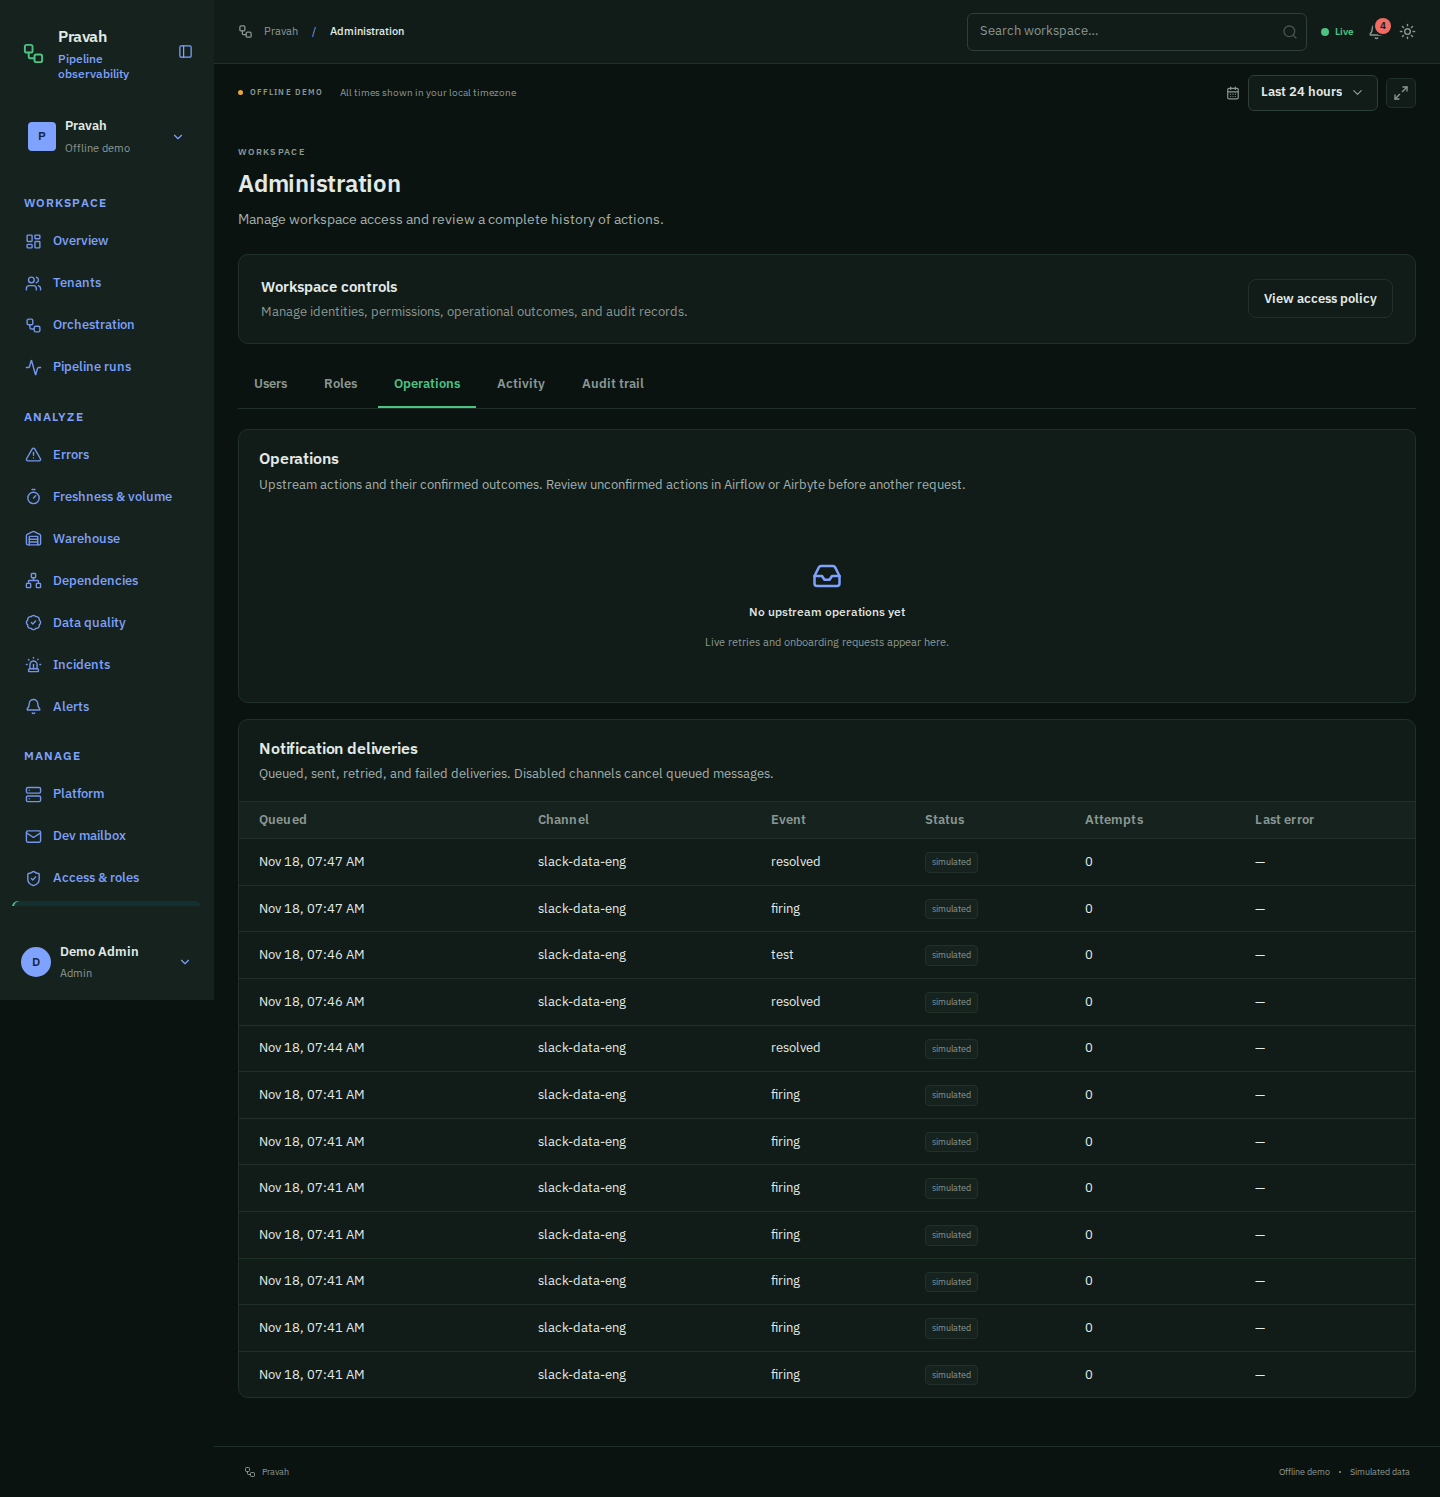 Pravah
Pipeline
observability
P
Pravah
Offline demo
WORKSPACE
Overview
Tenants
Orchestration
Pipeline runs
ANALYZE
Errors
Freshness & volume
Warehouse
Dependencies
Data quality
Incidents
Alerts
MANAGE
Platform
Dev mailbox
Access & roles
D
Demo Admin
Admin
Pravah / Administration
Search workspace...
Live
4
OFFLINE DEMO All times shown in your local timezone
Last 24 hours
WORKSPACE
Administration
Manage workspace access and review a complete history of actions.
Workspace controls
Manage identities, permissions, operational outcomes, and audit records.
View access policy
Users Roles Operations Activity Audit trail
Operations
Upstream actions and their confirmed outcomes. Review unconfirmed actions in Airflow or Airbyte before another request.
No upstream operations yet
Live retries and onboarding requests appear here.
Notification deliveries
Queued, sent, retried, and failed deliveries. Disabled channels cancel queued messages.
Queued Channel Event Status Attempts Last error
Nov 18, 07:47 AM slack-data-eng resolved simulated 0 —
Nov 18, 07:47 AM slack-data-eng firing simulated 0 —
Nov 18, 07:46 AM slack-data-eng test simulated 0 —
Nov 18, 07:46 AM slack-data-eng resolved simulated 0 —
Nov 18, 07:44 AM slack-data-eng resolved simulated 0 —
Nov 18, 07:41 AM slack-data-eng firing simulated 0 —
Nov 18, 07:41 AM slack-data-eng firing simulated 0 —
Nov 18, 07:41 AM slack-data-eng firing simulated 0 —
Nov 18, 07:41 AM slack-data-eng firing simulated 0 —
Nov 18, 07:41 AM slack-data-eng firing simulated 0 —
Nov 18, 07:41 AM slack-data-eng firing simulated 0 —
Nov 18, 07:41 AM slack-data-eng firing simulated 0 —
Pravah
Offline demo • Simulated data